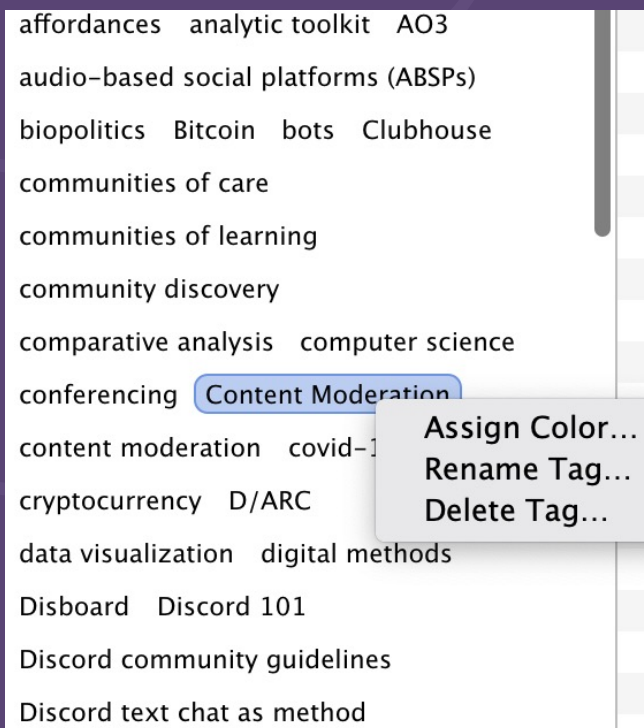 affordances analytic toolkit AO3
audio-based social platforms (ABSPs)
biopolitics Bitcoin bots Clubhouse
communities of care
communities of learning
community discovery
comparative analysis computer science
conferencing Content Moderation
Assign Color...
content moderation
Rename Tag...
cryptocurrency D/ARC
Delete Tag...
data visualization digital methods
Disboard Discord 101
Discord community guidelines
Discord text chat as method